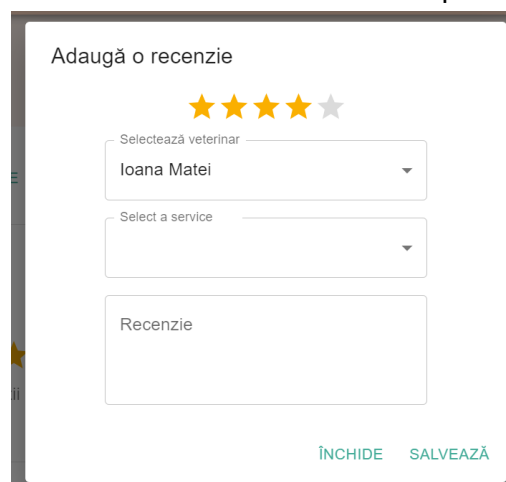 Adaugă o recenzie
Selectează veterinar
Ioana Matei
Select a service
Recenzie
ÎNCHIDE SALVEAZĂ